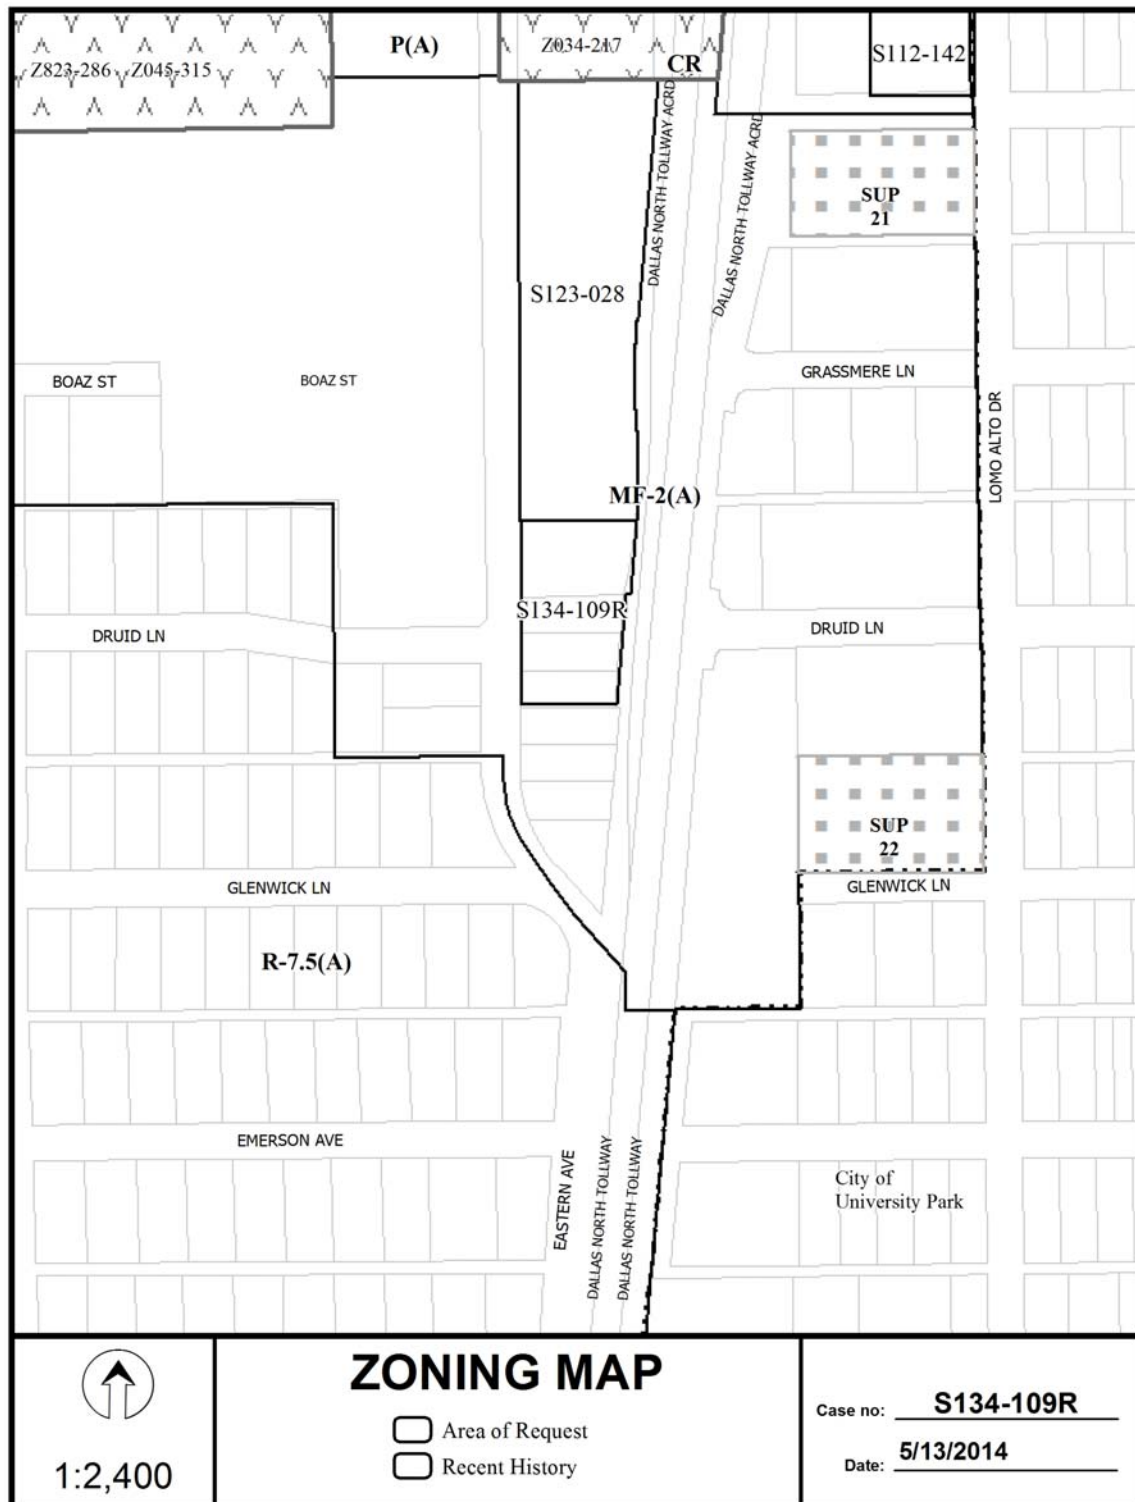 P(A)
Z034-217
CR
S112-142
Z823-286
Z045-315
DALLAS NORTH TOLLWAY ACRD
DALLAS NORTH TOLLWAY ACRD
SUP
21
S123-028
BOAZ ST
BOAZ ST
GRASSMERE LN
LOMO ALTO DR
MF-2(A)
S134-109R
DRUID LN
DRUID LN
SUP
22
GLENWICK LN
GLENWICK LN
R-7.5(A)
EMERSON AVE
EASTERN AVE
DALLAS NORTH TOLLWAY
DALLAS NORTH TOLLWAY
City of
University Park
1:2,400
ZONING MAP
Area of Request
Recent History
Case no: S134-109R
Date: 5/13/2014